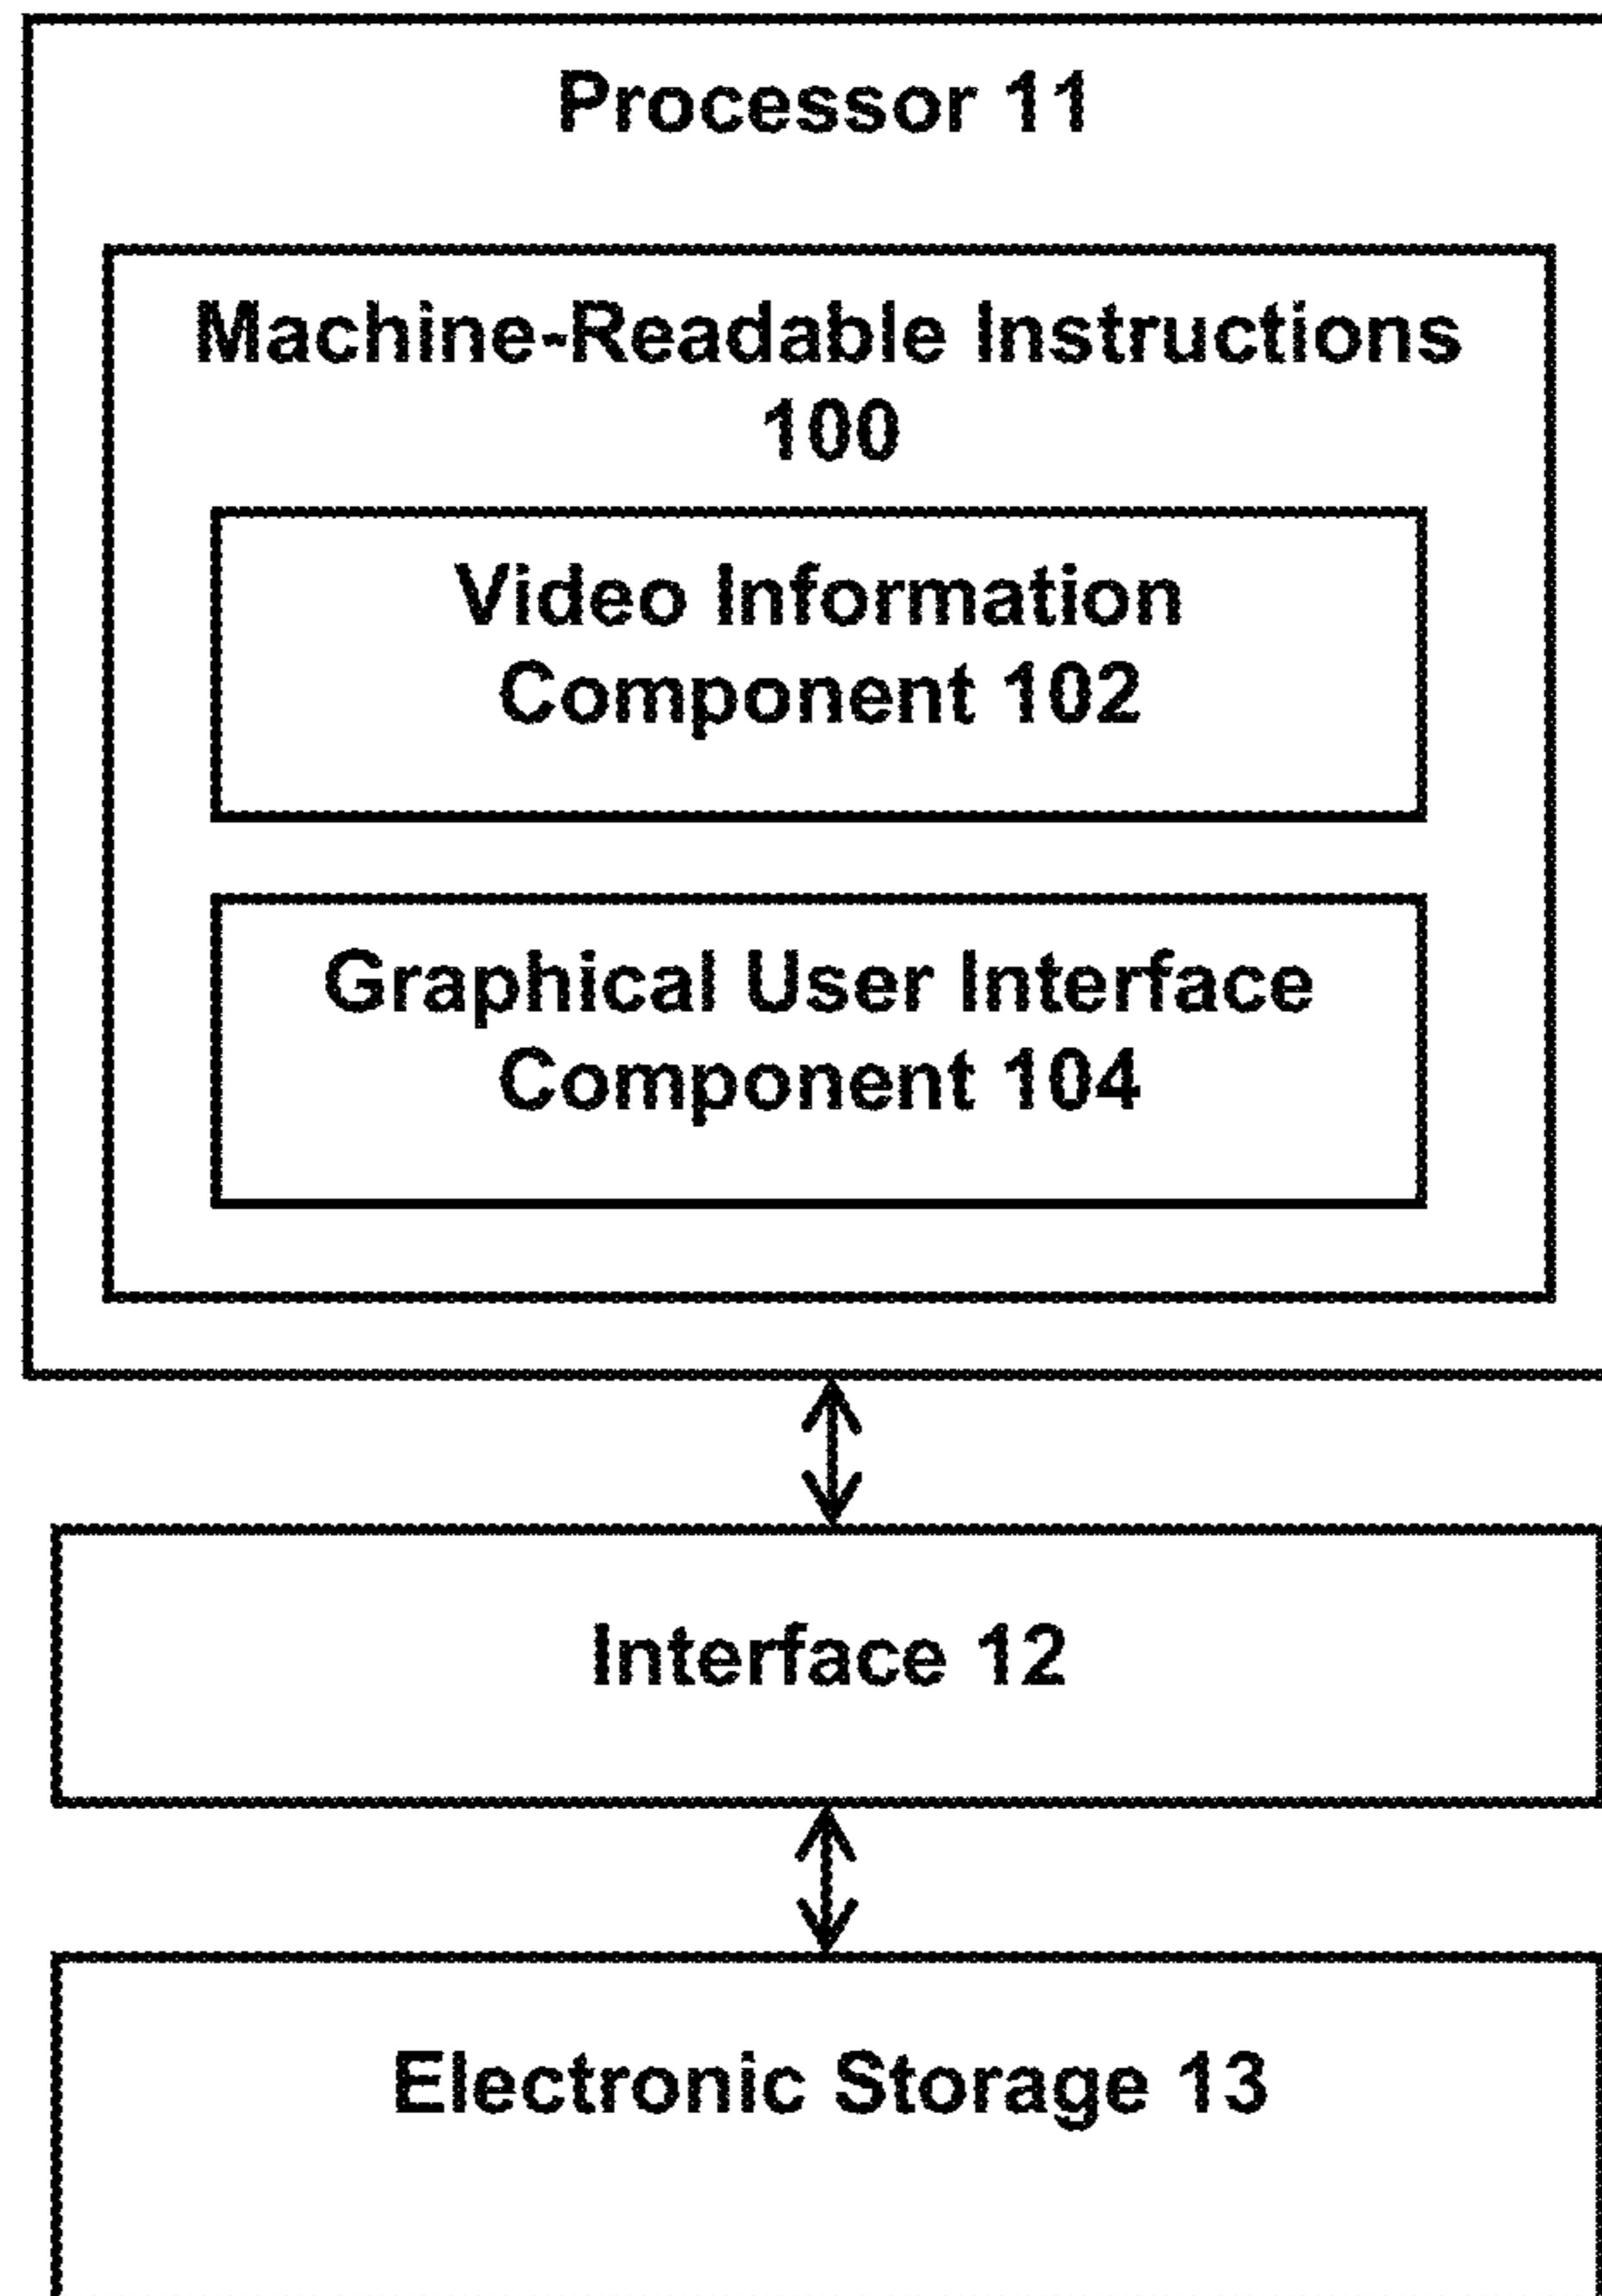 Processor 11
Machine-Readable Instructions
100
Video Information
Component 102
Graphical User Interface
Component 104
Interface 12
Electronic Storage 13